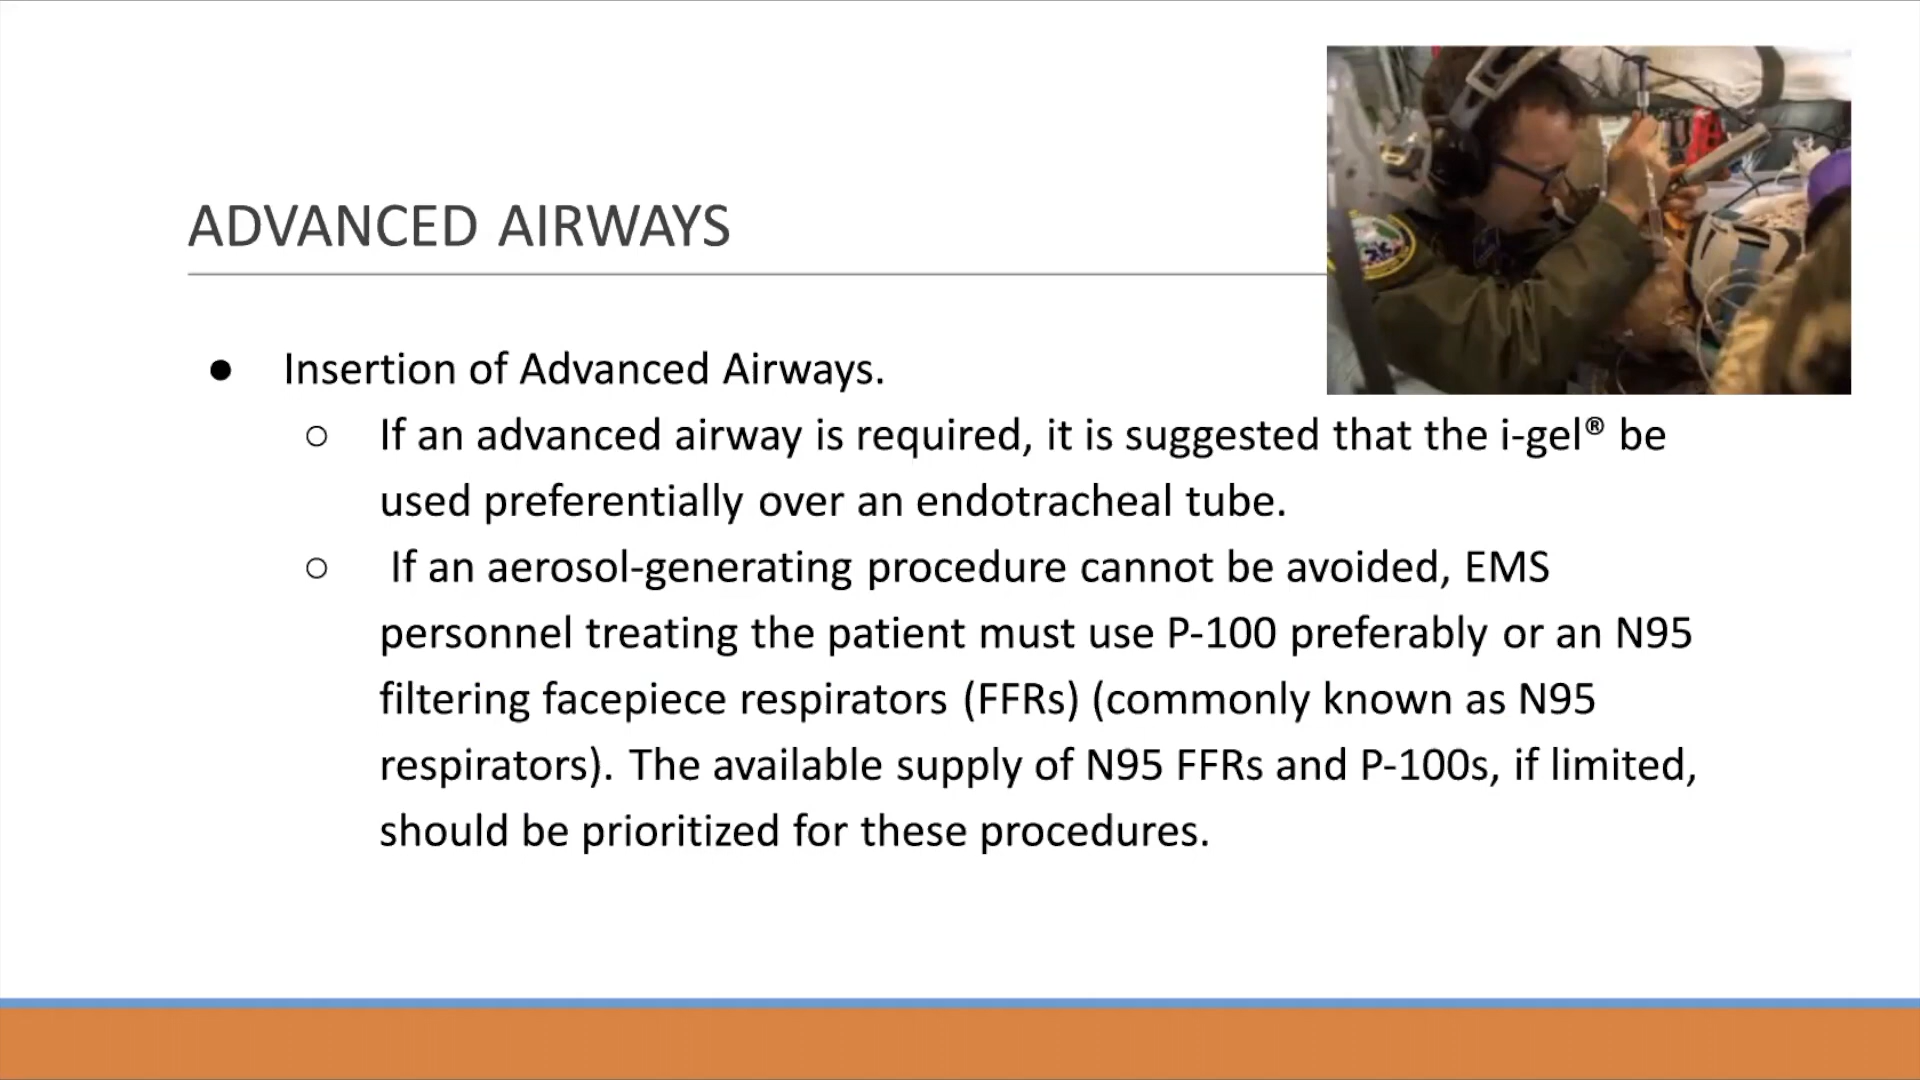 ADVANCED AIRWAYS
● Insertion of Advanced Airways.
○ If an advanced airway is required, it is suggested that the i-gel® be
used preferentially over an endotracheal tube.
○ If an aerosol-generating procedure cannot be avoided, EMS
personnel treating the patient must use P-100 preferably or an N95
filtering facepiece respirators (FFRs) (commonly known as N95
respirators). The available supply of N95 FFRs and P-100s, if limited,
should be prioritized for these procedures.